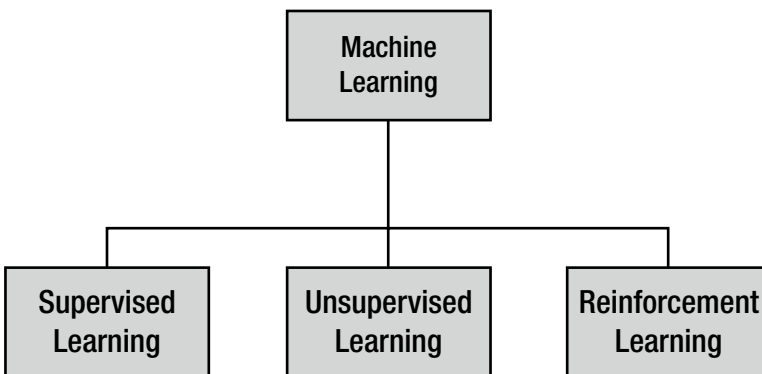 Machine
Learning
Supervised
Learning
Unsupervised
Learning
Reinforcement
Learning